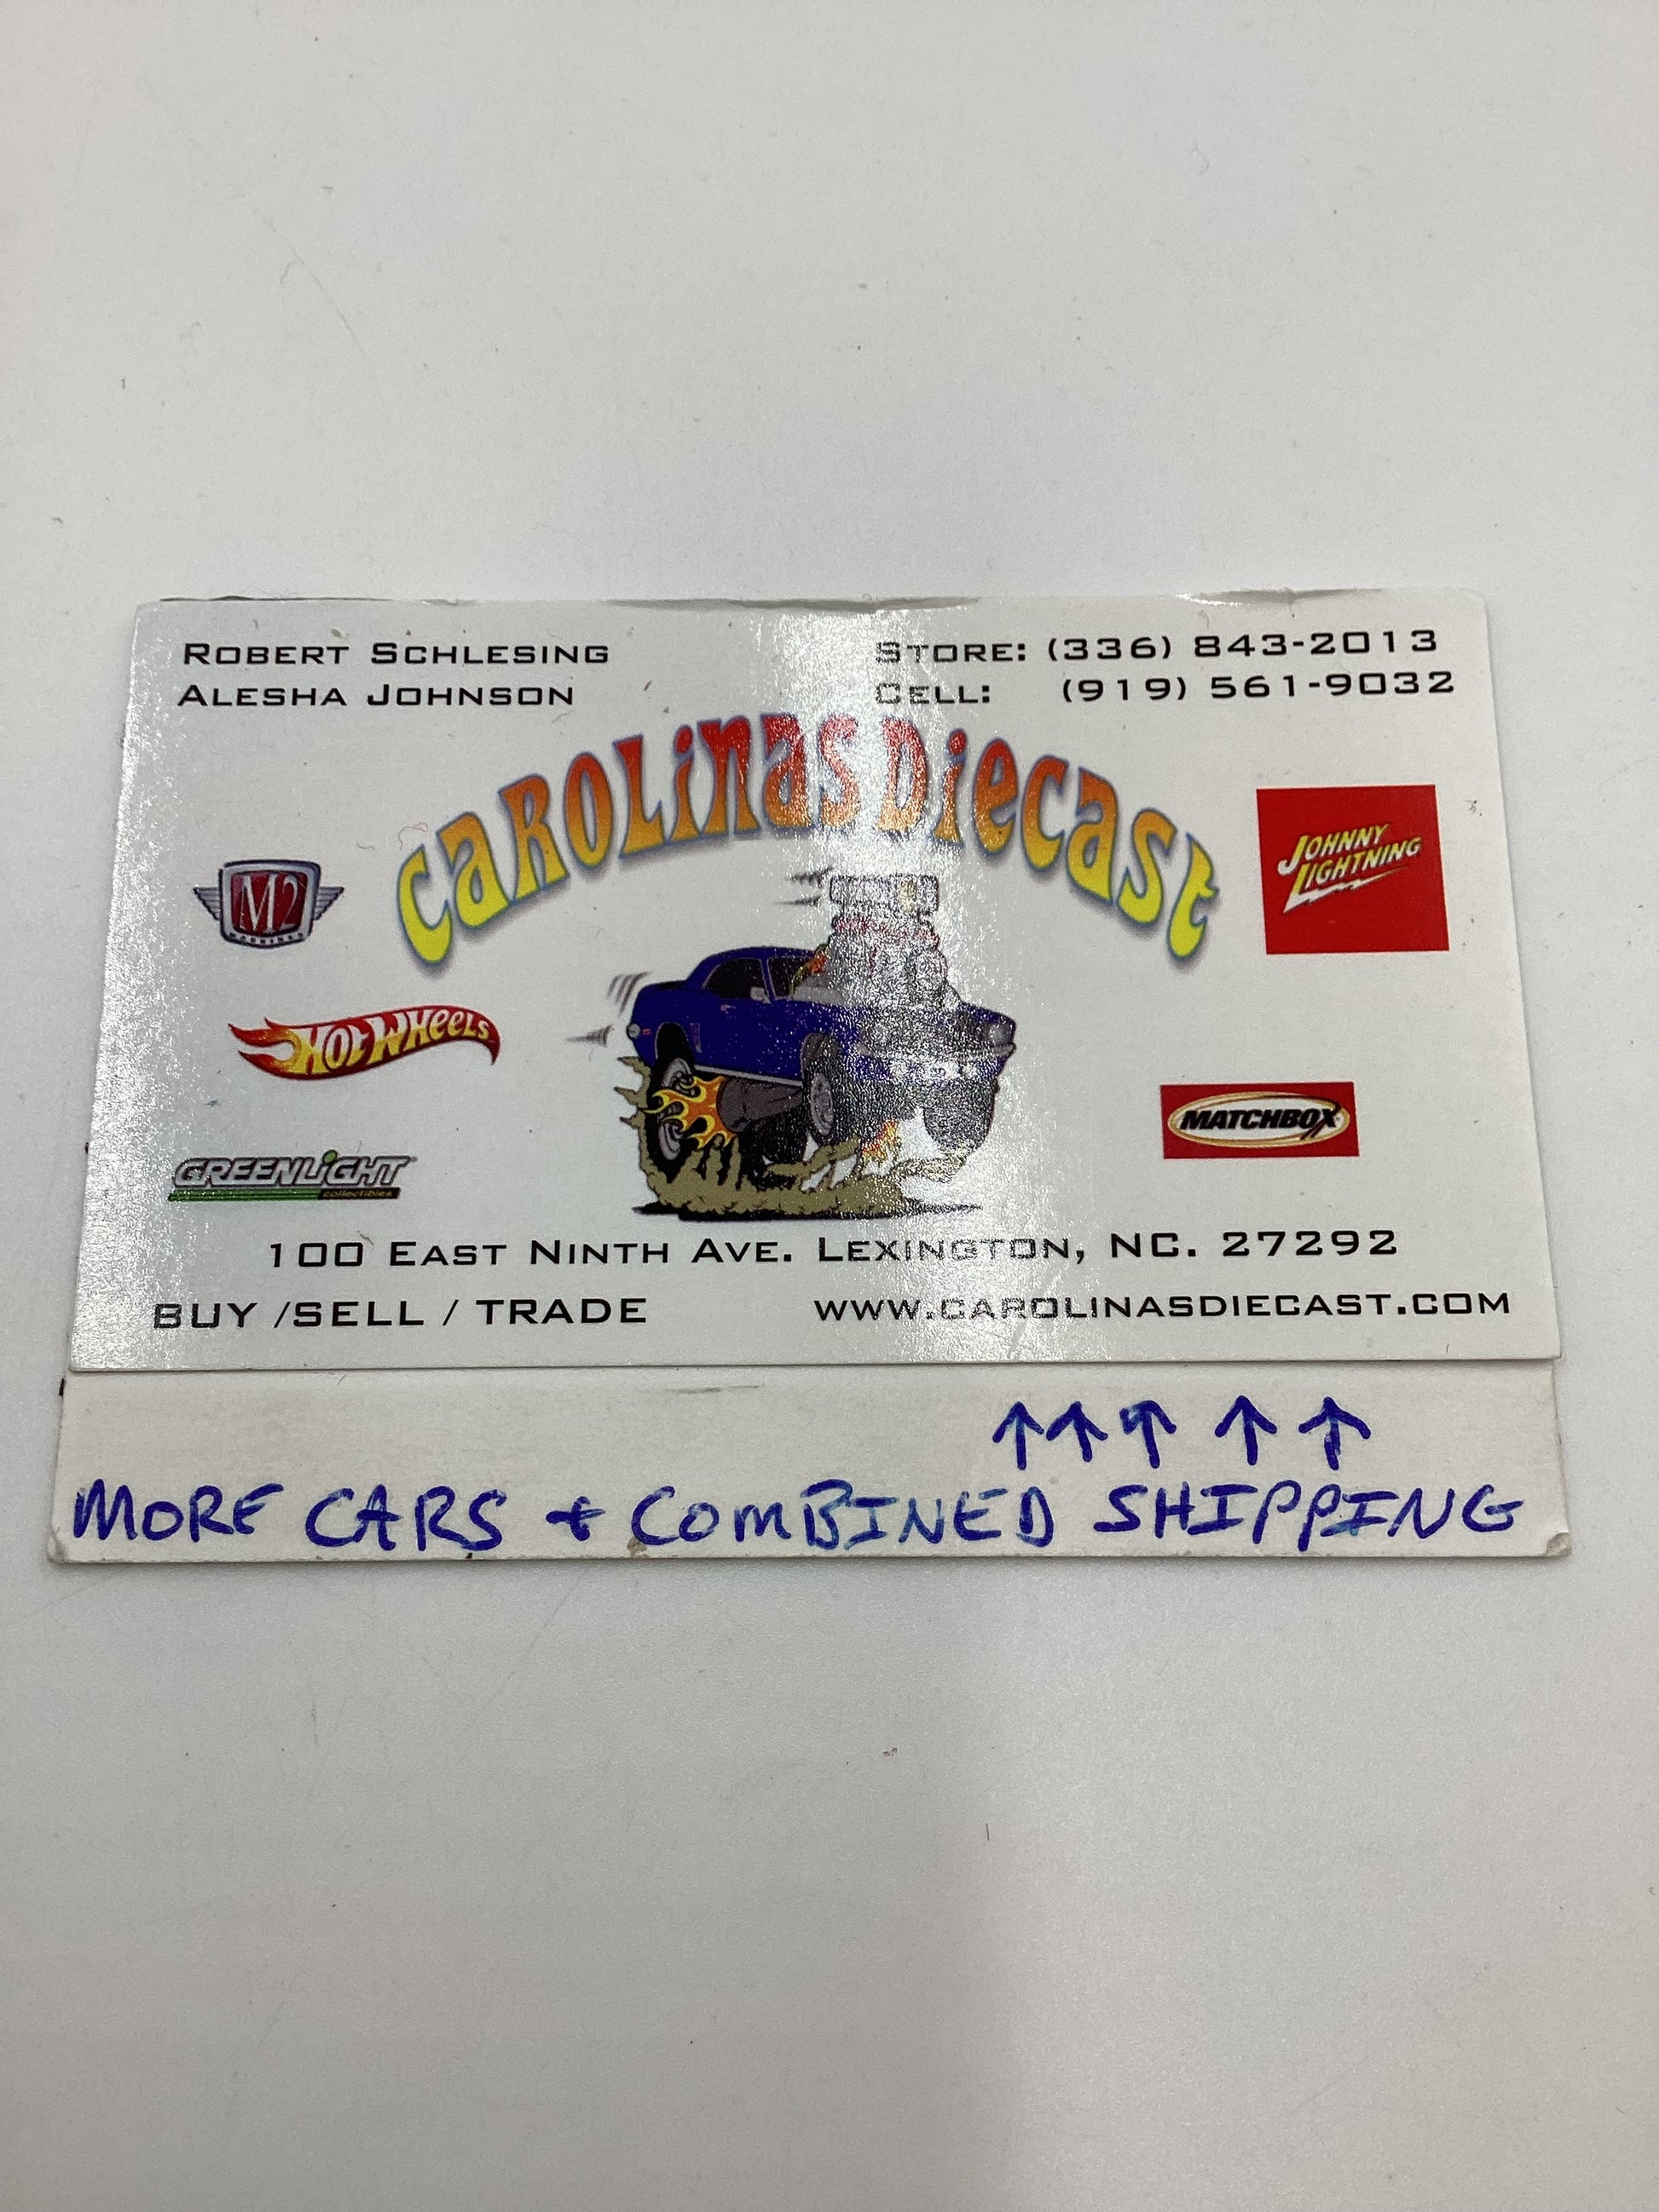 ROBERT SCHLESING
ALESHA JOHNSON
STORE: (336) 843-2013
CELL: (919) 561-9032
CAROLiNAS DiECAST
M2
MACHINES
JOHNNY
LIGHTNING
HOT WHEELS
MATCHBOX
GREENLiGHT
collectibles
100 EAST NINTH AVE. LEXINGTON, NC. 27292
BUY /SELL / TRADE
WWW.CAROLINASDIECAST.COM
↑↑↑ ↑ ↑
MORE CARS + COMBINED SHIPPING